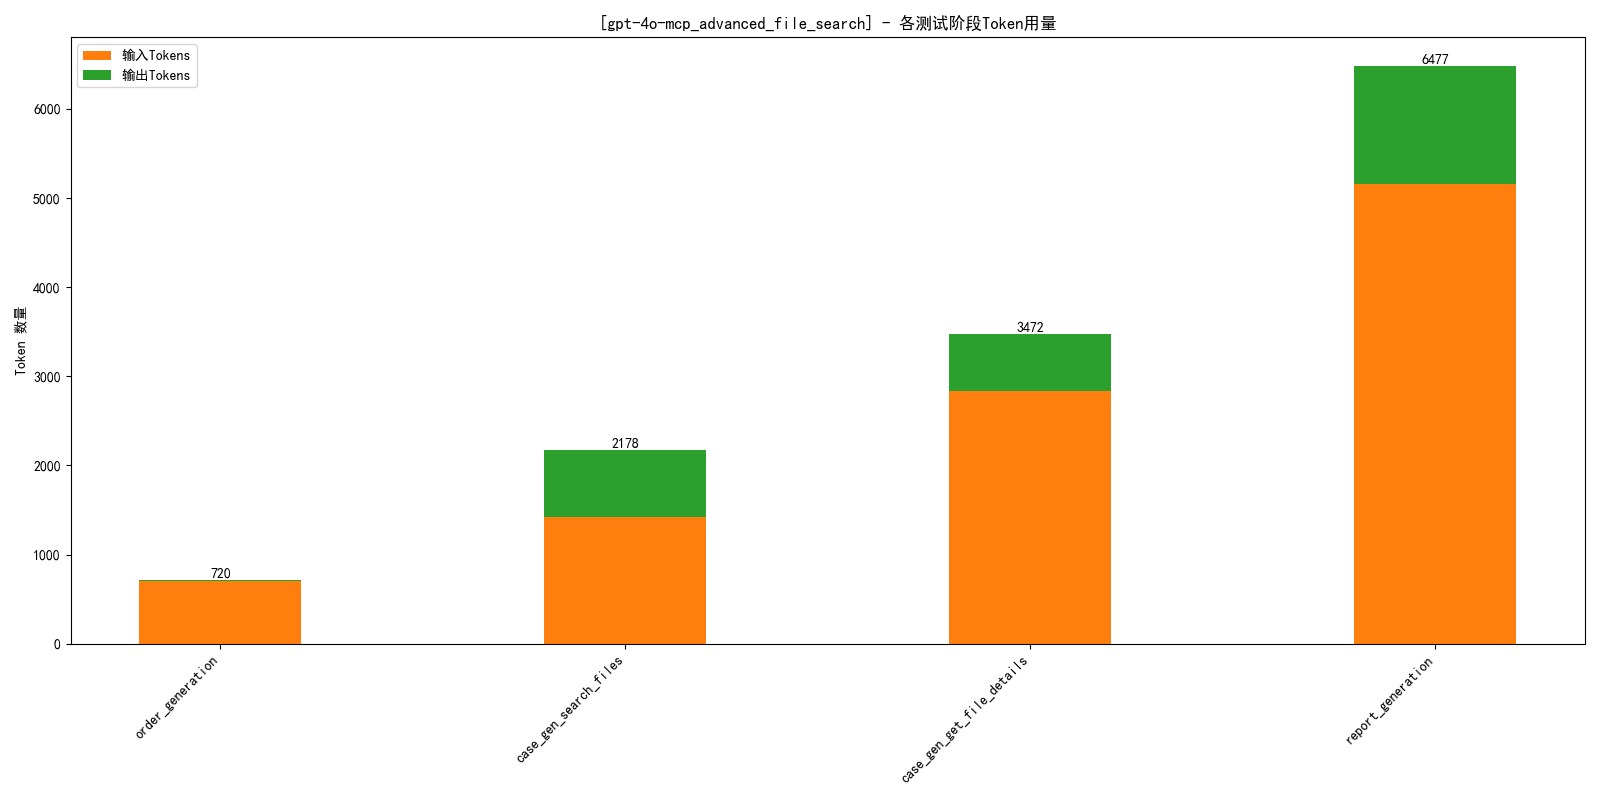 [gpt-4o-mcp_advanced_file_search] - 各测试阶段Token用量
输入Tokens
输出Tokens
Token 数量
6000
5000
4000
3000
2000
1000
0
720
2178
3472
6477
order_generation
case_gen_search_files
case_gen_get_file_details
report_generation